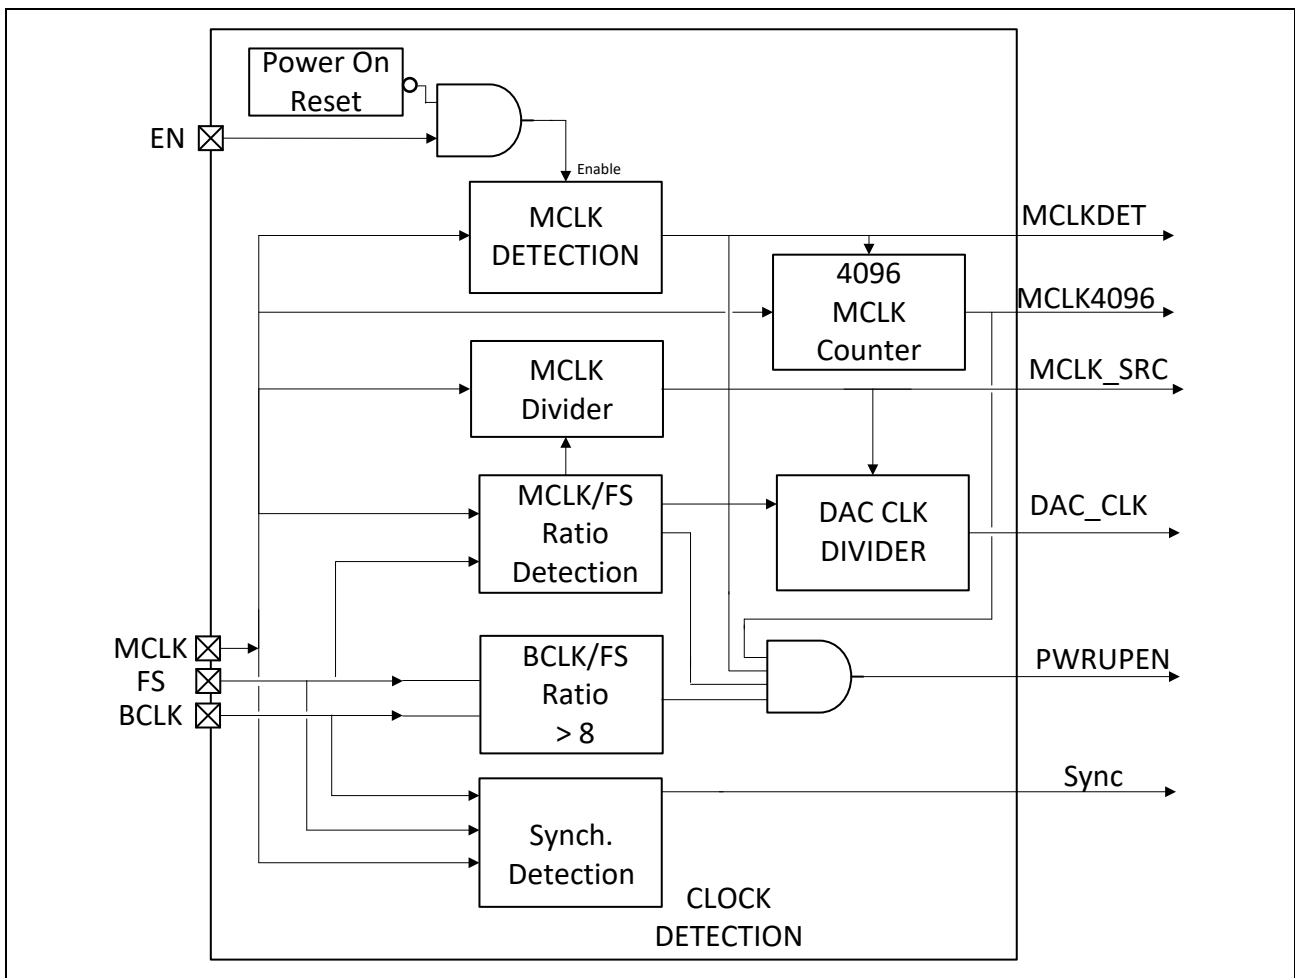 Power On
Reset
EN
Enable
MCLK
DETECTION
MCLKDET
4096
MCLK
Counter
MCLK4096
MCLK
Divider
MCLK_SRC
MCLK/FS
Ratio
Detection
DAC CLK
DIVIDER
DAC_CLK
MCLK
FS
BCLK
BCLK/FS
Ratio
> 8
PWRUPEN
Synch.
Detection
Sync
CLOCK
DETECTION